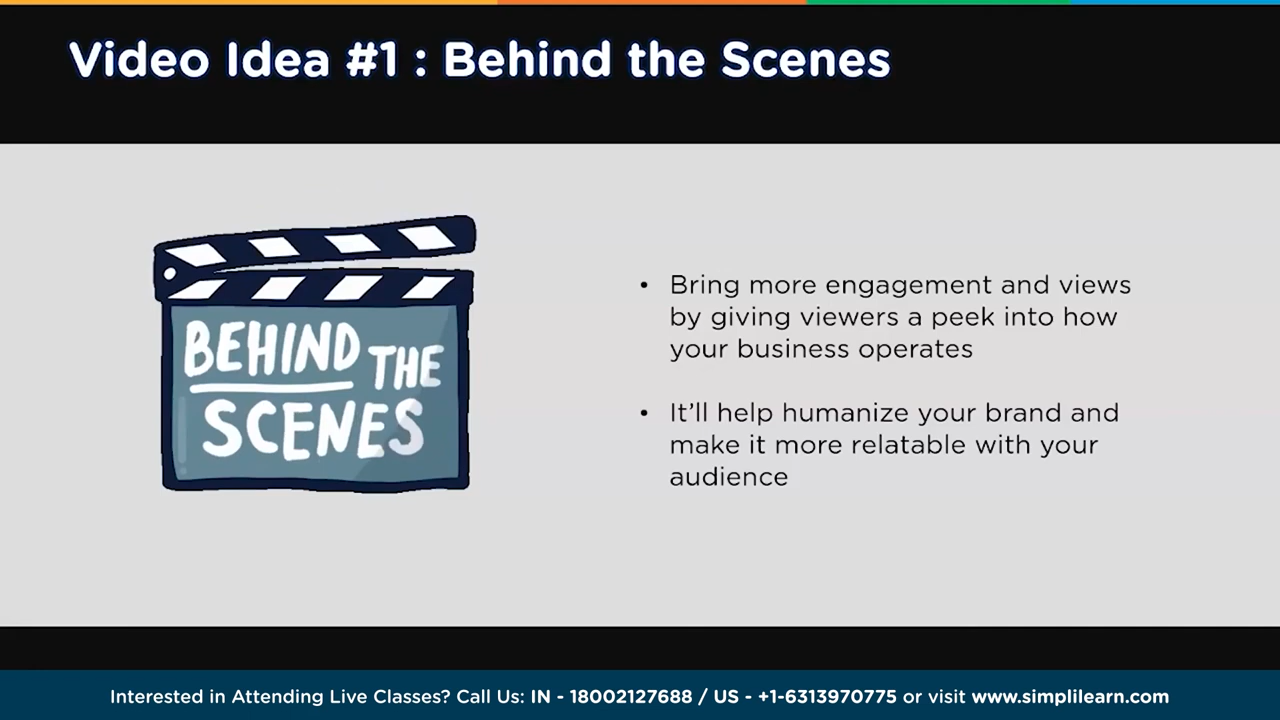 Video Idea #1 : Behind the Scenes
BEHIND THE
SCENES
• Bring more engagement and views
by giving viewers a peek into how
your business operates
• It’ll help humanize your brand and
make it more relatable with your
audience
Interested in Attending Live Classes? Call Us: IN - 18002127688 / US - +1-6313970775 or visit www.simplilearn.com